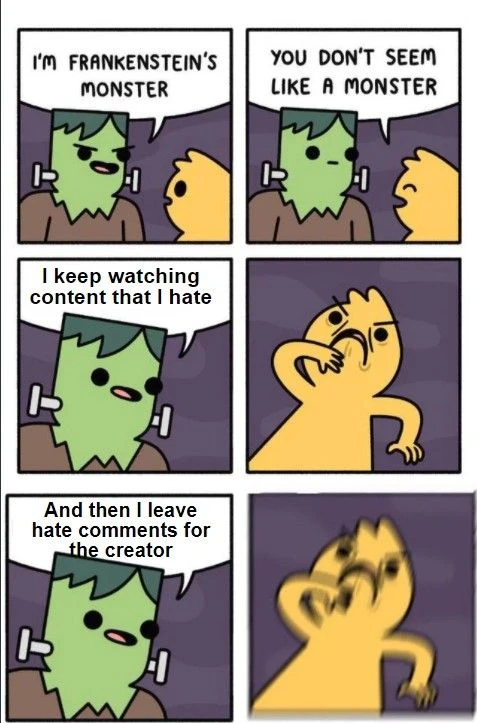 I'M FRANKENSTEIN'S
MONSTER
YOU DON'T SEEM
LIKE A MONSTER
I keep watching
content that I hate
And then I leave
hate comments for
the creator